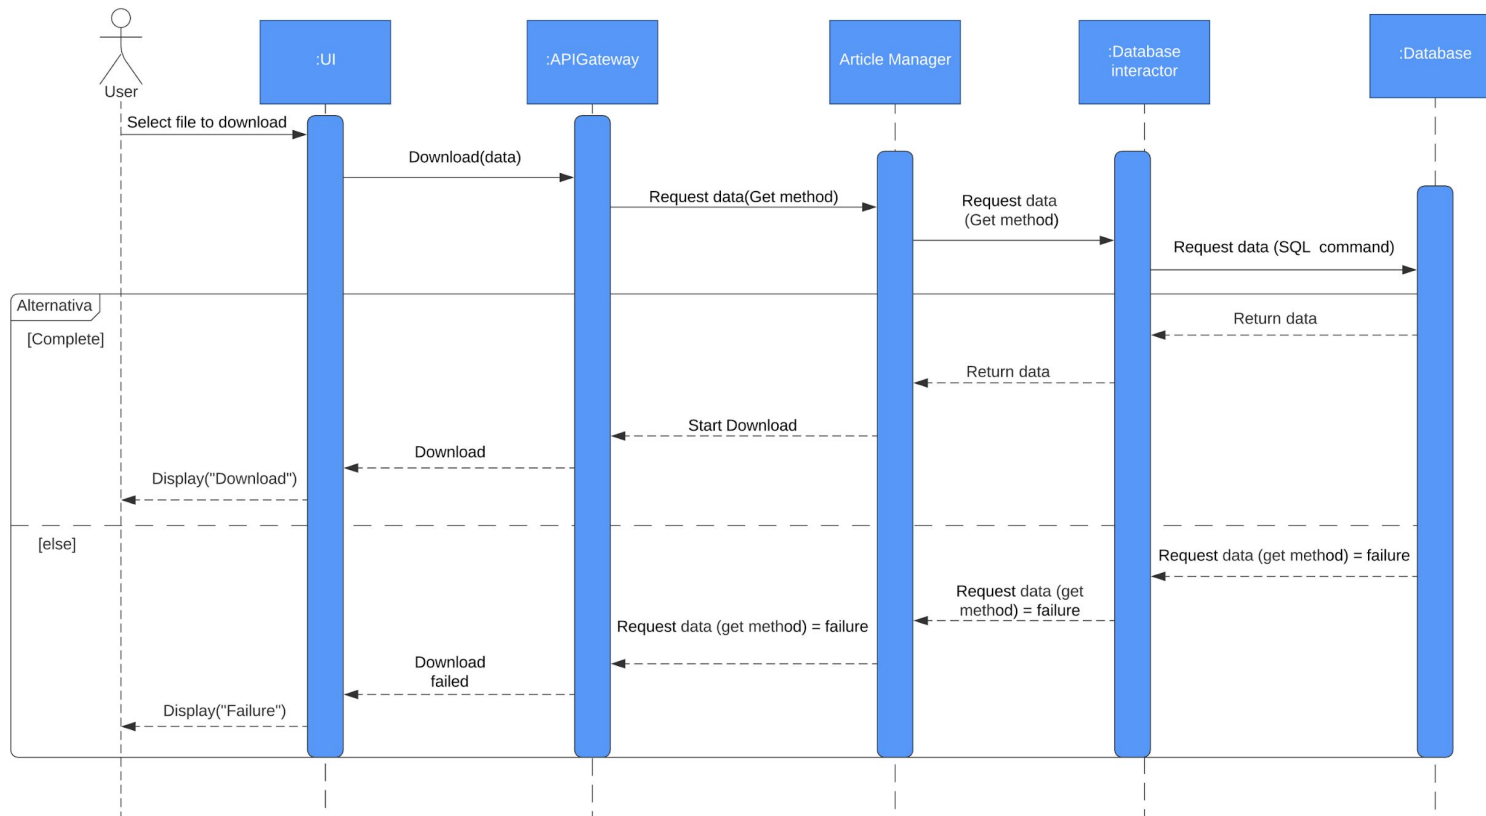 User
:UI
:APIGateway
Article Manager
:Database
interactor
:Database
Select file to download
Download(data)
Request data(Get method)
Request data
(Get method)
Request data (SQL command)
Alternativa
[Complete]
Return data
Return data
Start Download
Download
Display("Download")
[else]
Request data (get method) = failure
Request data (get
method) = failure
Request data (get method) = failure
Download
failed
Display("Failure")